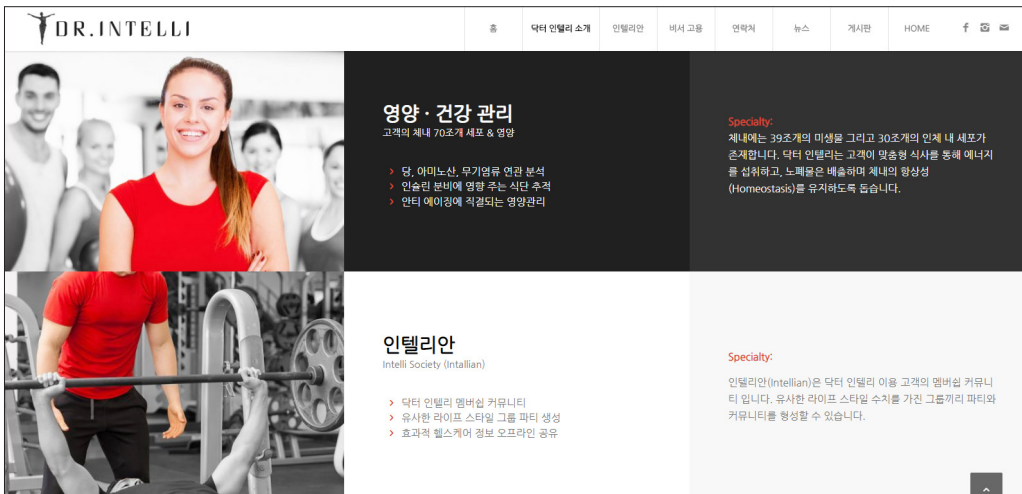 DR.INTELLI
홈
닥터 인텔리 소개
인텔리안
비서 고용
연락처
뉴스
게시판
HOME
영양 · 건강 관리
고객의 체내 70조개 세포 & 영양
> 당, 아미노산, 무기염류 연관 분석
> 인슐린 분비에 영향 주는 식단 추적
> 안티 에이징에 직결되는 영양관리
Specialty:
체내에는 39조개의 미생물 그리고 30조개의 인체 내 세포가
존재합니다. 닥터 인텔리는 고객이 맞춤형 식사를 통해 에너지
를 섭취하고, 노폐물은 배출하며 체내의 항상성
(Homeostasis)를 유지하도록 돕습니다.
인텔리안
Intelli Society (Intallian)
> 닥터 인텔리 멤버쉽 커뮤니티
> 유사한 라이프 스타일 그룹 파티 생성
> 효과적 헬스케어 정보 오프라인 공유
Specialty:
인텔리안(Intellian)은 닥터 인텔리 이용 고객의 멤버쉽 커뮤니
티 입니다. 유사한 라이프 스타일 수치를 가진 그룹끼리 파티와
커뮤니티를 형성할 수 있습니다.